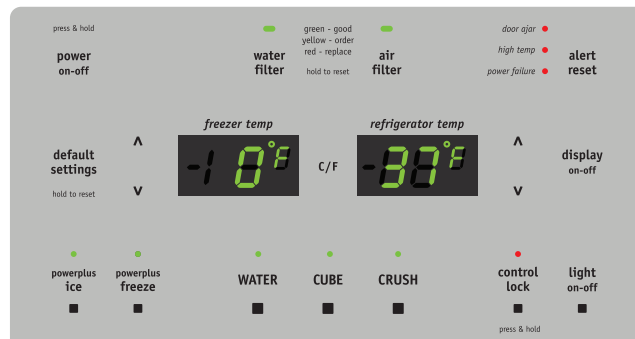 press & hold
power
on-off
water
filter
green - good
yellow - order
red - replace
hold to reset
air
filter
door ajar
high temp
power failure
alert
reset
default
settings
hold to reset
freezer temp
0°F
C/F
refrigerator temp
37°F
display
on-off
powerplus
ice
powerplus
freeze
WATER
CUBE
CRUSH
control
lock
press & hold
light
on-off